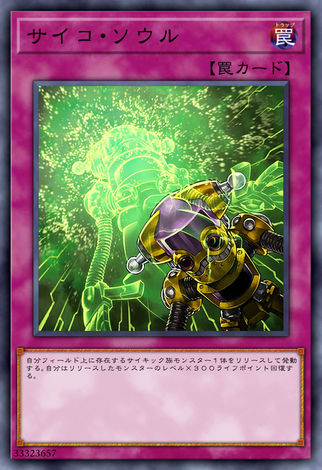 サイコ・ソウル
トラップ
罠
【罠カード】
自分フィールド上に存在するサイキック族モンスター１体をリリースして発動
する。自分はリリースしたモンスターのレベル×３００ライフポイント回復す
る。
33323657